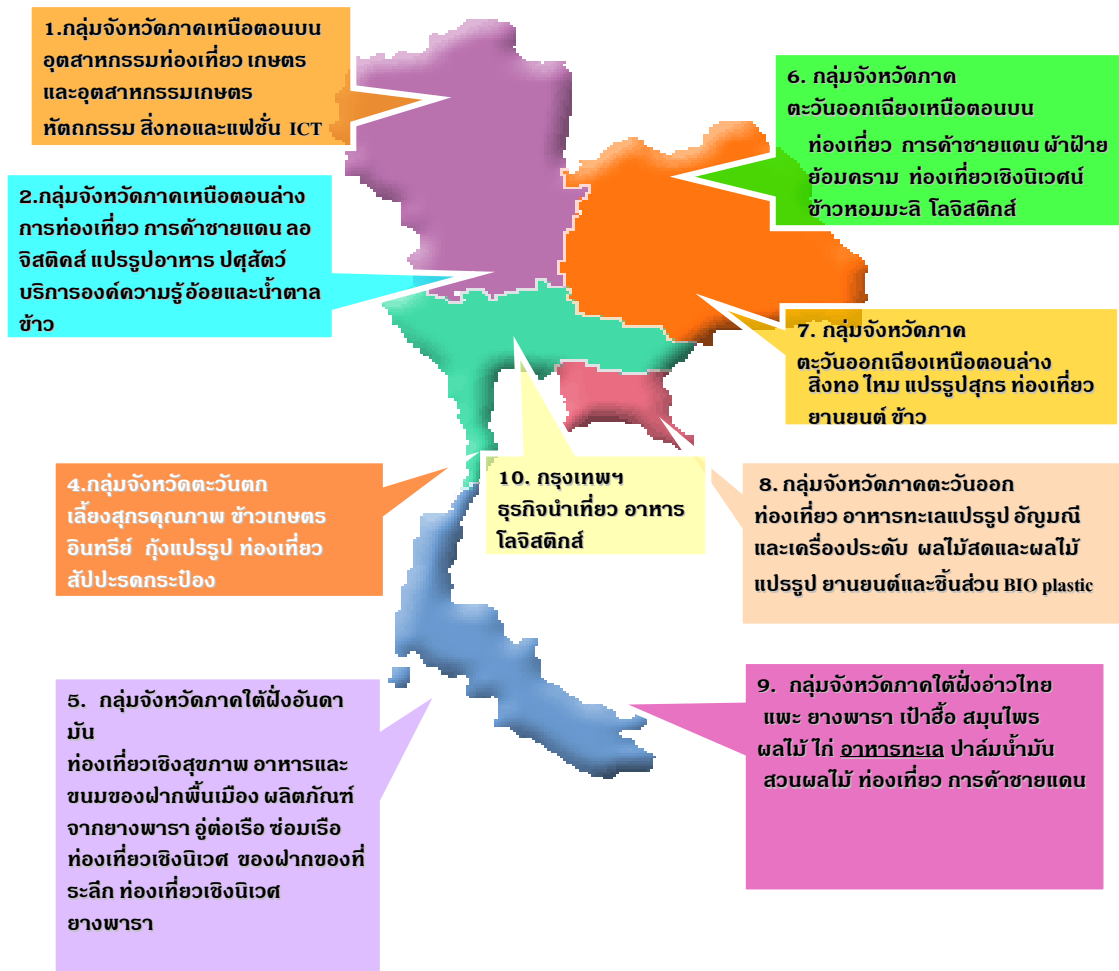 1.กลุ่มจังหวัดภาคเหนือตอนบน
อุตสาหกรรมท่องเที่ยว เกษตร
และอุตสาหกรรมเกษตร
หัตถกรรม สิ่งทอและแฟชั่น ICT
2.กลุ่มจังหวัดภาคเหนือตอนล่าง
การท่องเที่ยว การค้าชายแดน ลอ
จิสติคส์ แปรรูปอาหาร ปศุสัตว์
บริการองค์ความรู้ อ้อยและน้ำตาล
ข้าว
4.กลุ่มจังหวัดตะวันตก
เลี้ยงสุกรคุณภาพ ข้าวเกษตร
อินทรีย์ กุ้งแปรรูป ท่องเที่ยว
สัปปะรดกระป๋อง
5. กลุ่มจังหวัดภาคใต้ฝั่งอันดา
มัน
ท่องเที่ยวเชิงสุขภาพ อาหารและ
ขนมของฝากพื้นเมือง ผลิตภัณฑ์
จากยางพารา อู่ต่อเรือ ซ่อมเรือ
ท่องเที่ยวเชิงนิเวศ ของฝากของที่
ระลึก ท่องเที่ยวเชิงนิเวศ
ยางพารา
6. กลุ่มจังหวัดภาค
ตะวันออกเฉียงเหนือตอนบน
ท่องเที่ยว การค้าชายแดน ผ้าฝ้าย
ย้อมคราม ท่องเที่ยวเชิงนิเวศน์
ข้าวหอมมะลิ โลจิสติกส์
7. กลุ่มจังหวัดภาค
ตะวันออกเฉียงเหนือตอนล่าง
สิ่งทอ ไหม แปรรูปสุกร ท่องเที่ยว
ยานยนต์ ข้าว
10. กรุงเทพฯ
ธุรกิจนำเที่ยว อาหาร
โลจิสติกส์
8. กลุ่มจังหวัดภาคตะวันออก
ท่องเที่ยว อาหารทะเลแปรรูป อัญมณี
และเครื่องประดับ ผลไม้สดและผลไม้
แปรรูป ยานยนต์และชิ้นส่วน BIO plastic
9. กลุ่มจังหวัดภาคใต้ฝั่งอ่าวไทย
แพะ ยางพารา เป๋าฮื้อ สมุนไพร
ผลไม้ ไก่ อาหารทะเล ปาล์มน้ำมัน
สวนผลไม้ ท่องเที่ยว การค้าชายแดน